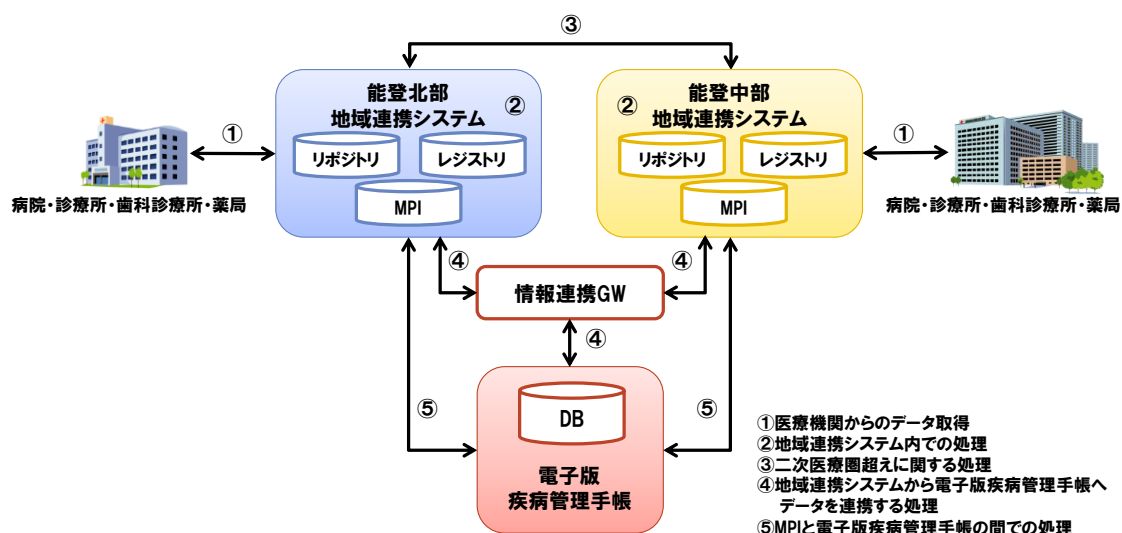 ③
能登北部
地域連携システム
②
リポジトリ
レジストリ
MPI
能登中部
②
地域連携システム
リポジトリ
レジストリ
MPI
①
①
病院・診療所・歯科診療所・薬局
病院・診療所・歯科診療所・薬局
④
④
情報連携GW
④
⑤
⑤
DB
電子版
疾病管理手帳
①医療機関からのデータ取得
②地域連携システム内での処理
③二次医療圏超えに関する処理
④地域連携システムから電子版疾病管理手帳へ
データを連携する処理
⑤MPIと電子版疾病管理手帳の間での処理